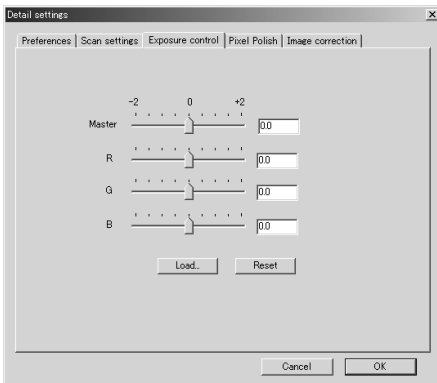 Detail settings
Preferences Scan settings Exposure control Pixel Polish Image correction
-2 0 +2
Master 0.0
R 0.0
G 0.0
B 0.0
Load... Reset
Cancel OK